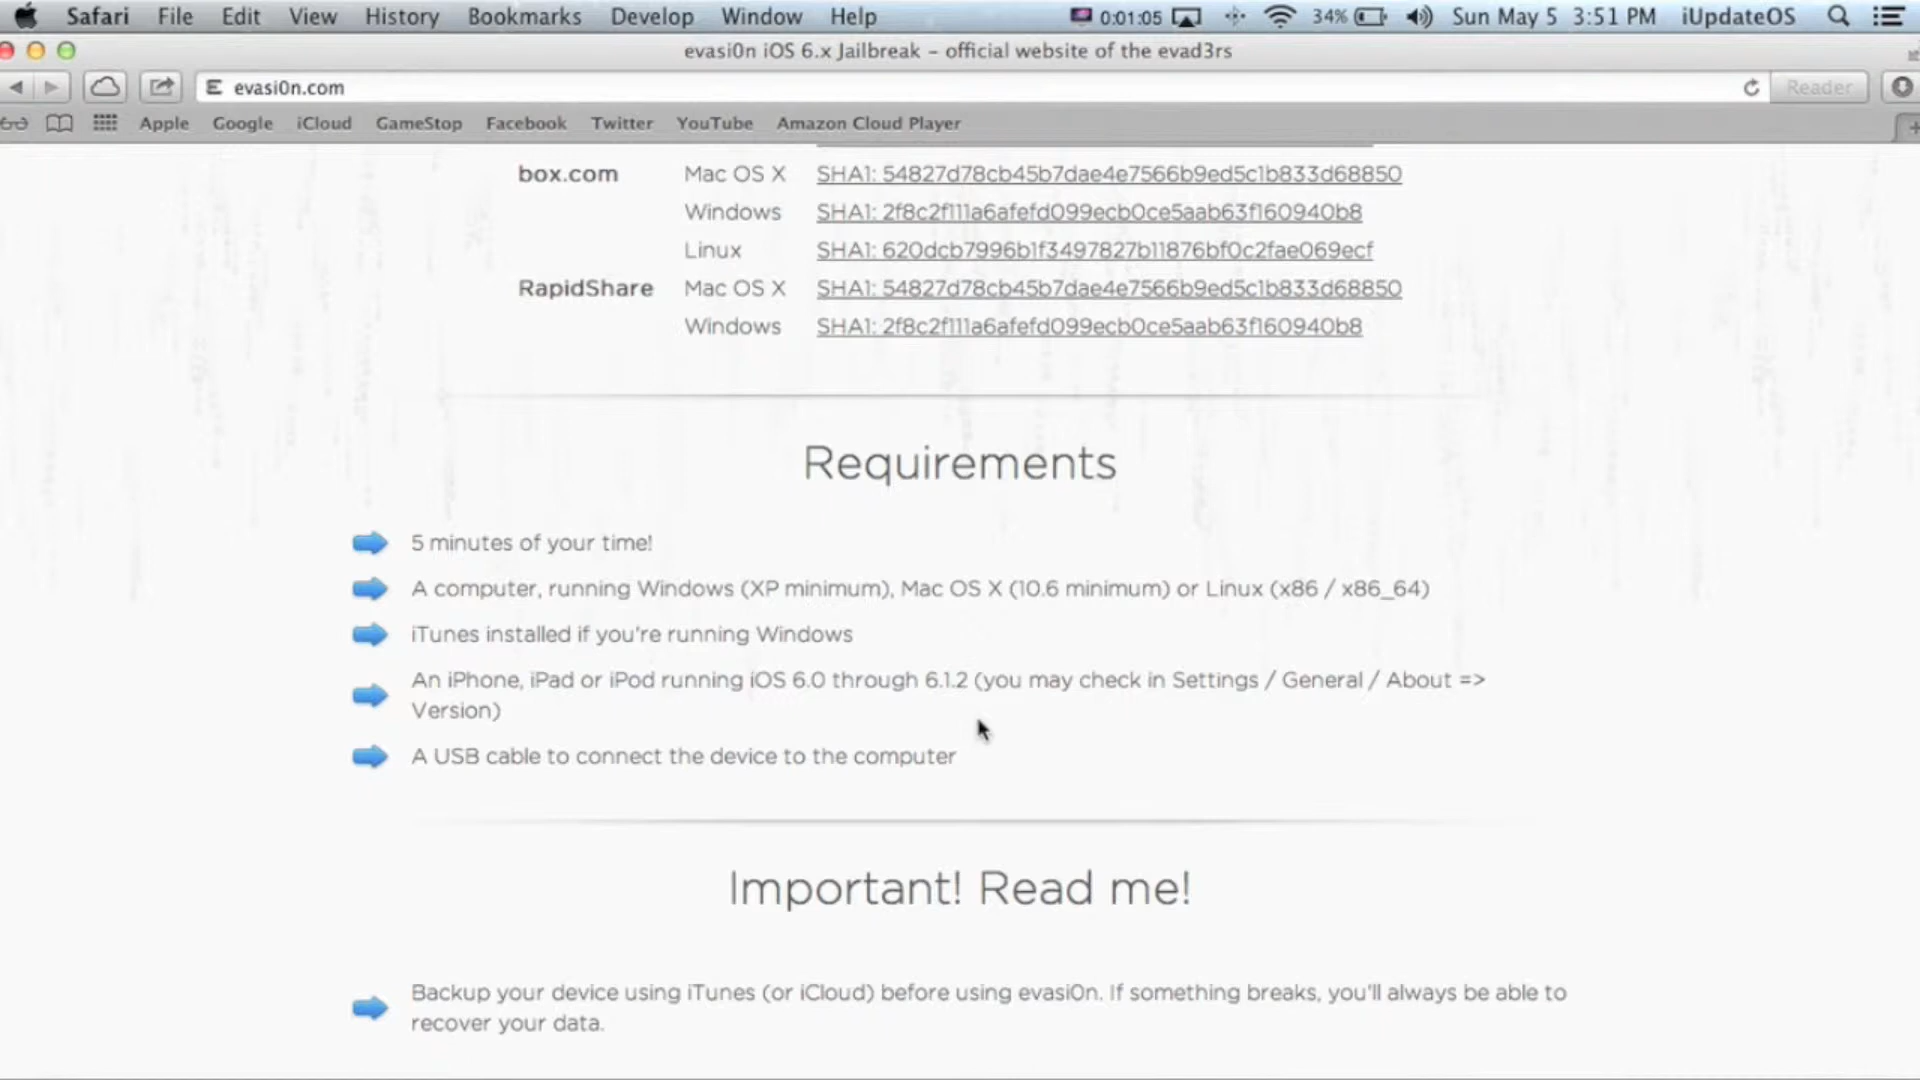 Safari File Edit View History Bookmarks Develop Window Help 0:01:05 34% Sun May 5 3:51 PM iUpdateOS
evasi0n iOS 6.x Jailbreak – official website of the evad3rs
E evasi0n.com Reader
Apple Google iCloud GameStop Facebook Twitter YouTube Amazon Cloud Player
box.com Mac OS X SHA1: 54827d78cb45b7dae4e7566b9ed5c1b833d68850
Windows SHA1: 2f8c2f111a6afefd099ecb0ce5aab63f160940b8
Linux SHA1: 620dcb7996b1f3497827b11876bf0c2fae069ecf
RapidShare Mac OS X SHA1: 54827d78cb45b7dae4e7566b9ed5c1b833d68850
Windows SHA1: 2f8c2f111a6afefd099ecb0ce5aab63f160940b8
Requirements
5 minutes of your time!
A computer, running Windows (XP minimum), Mac OS X (10.6 minimum) or Linux (x86 / x86_64)
iTunes installed if you're running Windows
An iPhone, iPad or iPod running iOS 6.0 through 6.1.2 (you may check in Settings / General / About =>
Version)
A USB cable to connect the device to the computer
Important! Read me!
Backup your device using iTunes (or iCloud) before using evasi0n. If something breaks, you'll always be able to
recover your data.